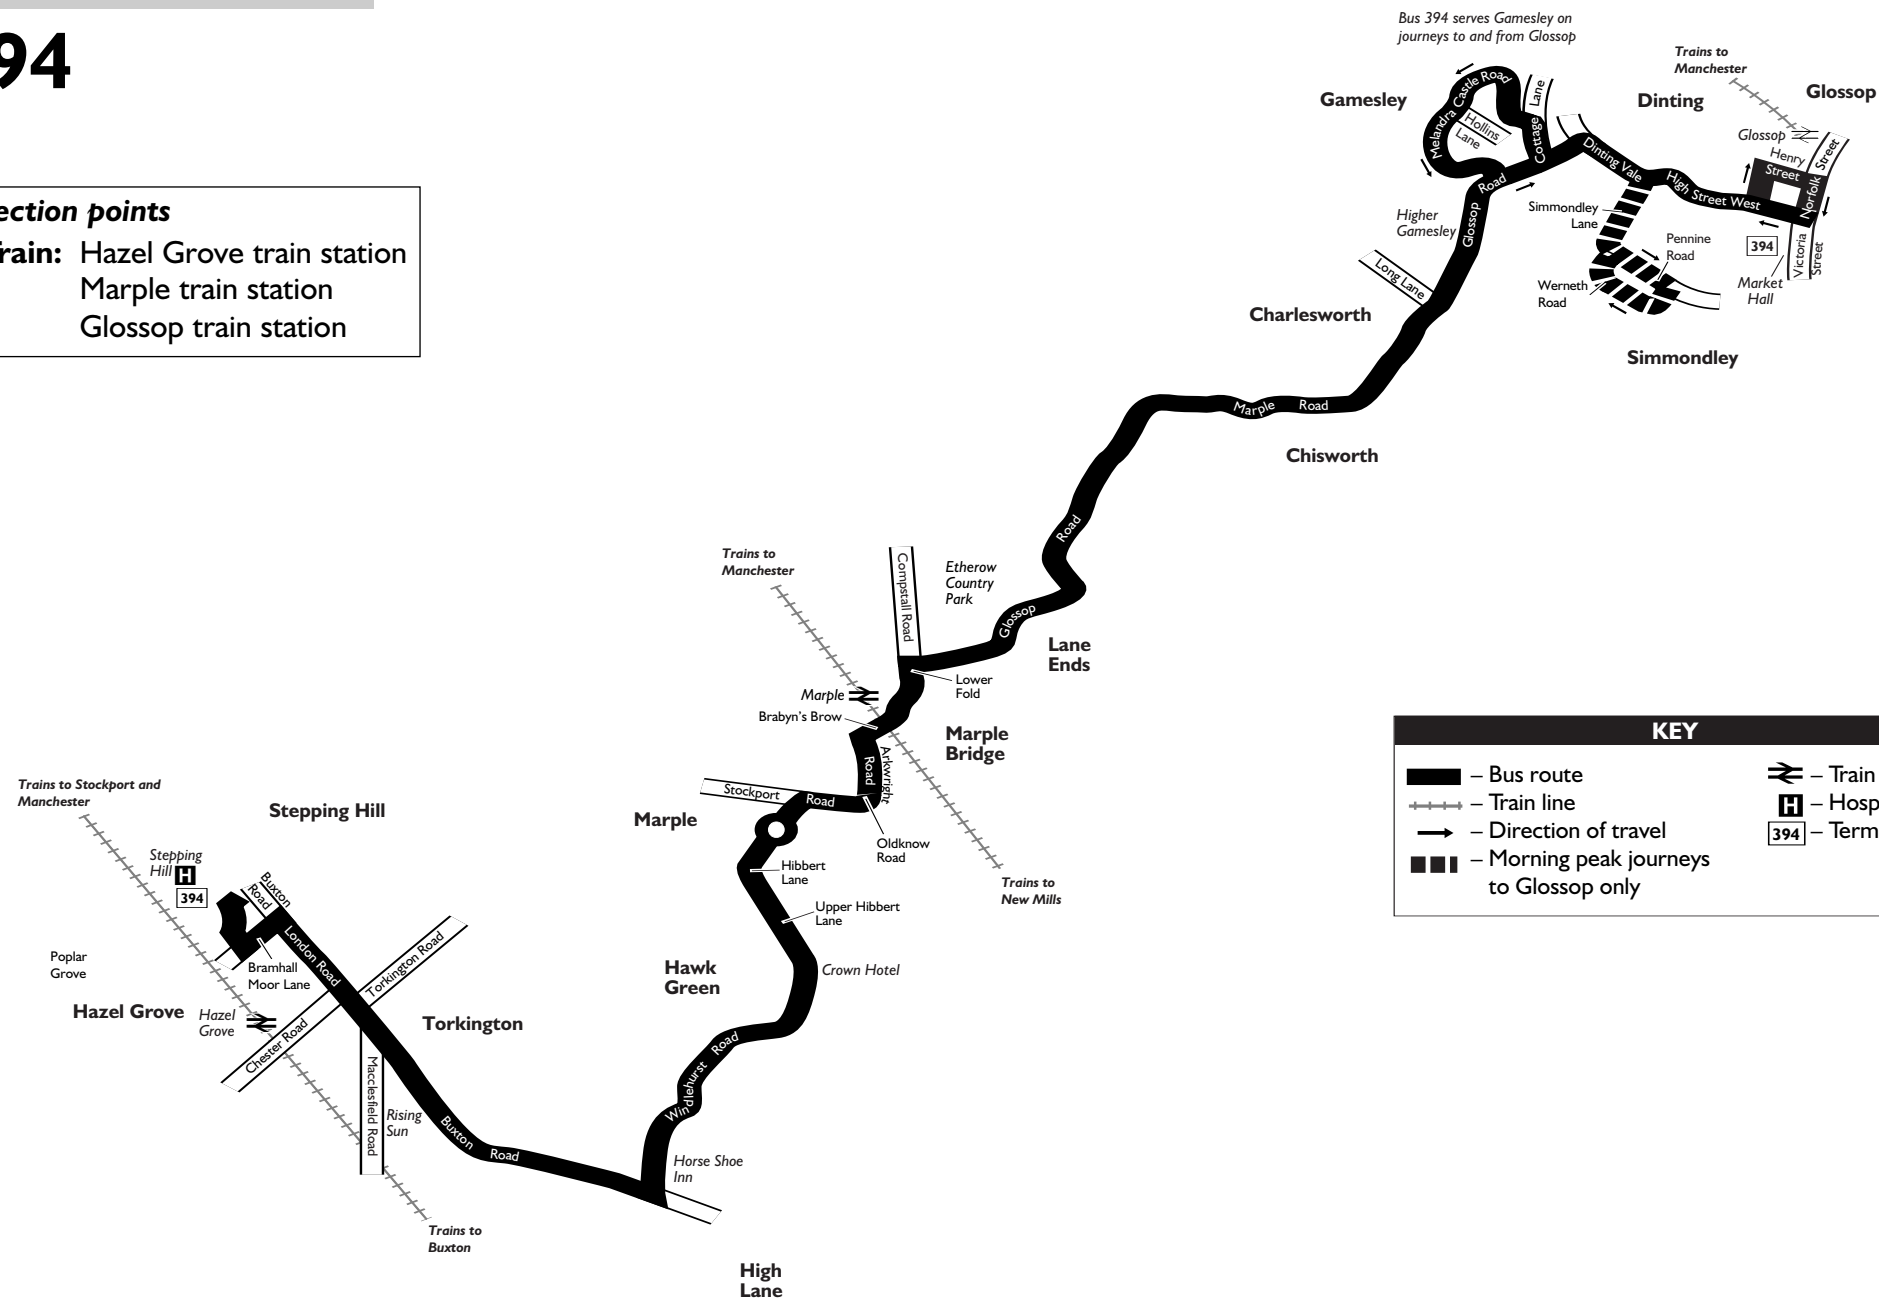 94
ection points
rain: Hazel Grove train station
Marple train station
Glossop train station
Bus 394 serves Gamesley on
journeys to and from Glossop
Trains to
Manchester
Gamesley
Dinting
Glossop
Melandra Castle Road
Hollins
Lane
Cottage Lane
Dinting Vale
High Street West
Glossop
Henry
Street
Norfolk Street
Victoria
Street
394
Market
Hall
Simmondley
Lane
Pennine
Road
Werneth
Road
Simmondley
Higher
Gamesley
Glossop Road
Long Lane
Charlesworth
Marple Road
Chisworth
Glossop Road
Lane
Ends
Etherow
Country
Park
Compstall Road
Trains to
Manchester
Marple
Lower
Fold
Brabyn's Brow
Marple
Bridge
Arkwright
Road
Stockport Road
Marple
Oldknow
Road
Trains to
New Mills
Hibbert
Lane
Upper Hibbert
Lane
Hawk
Green
Crown Hotel
Windlehurst Road
Horse Shoe
Inn
High
Lane
Trains to Stockport and
Manchester
Stepping Hill
Stepping
Hill H
394
Buxton
Road
London Road
Bramhall
Moor Lane
Poplar
Grove
Hazel Grove
Hazel
Grove
Torkington Road
Chester Road
Torkington
Macclesfield Road
Rising
Sun
Buxton Road
Trains to
Buxton
KEY
– Bus route
– Train line
– Direction of travel
– Morning peak journeys
to Glossop only
– Train
H – Hosp
394 – Term